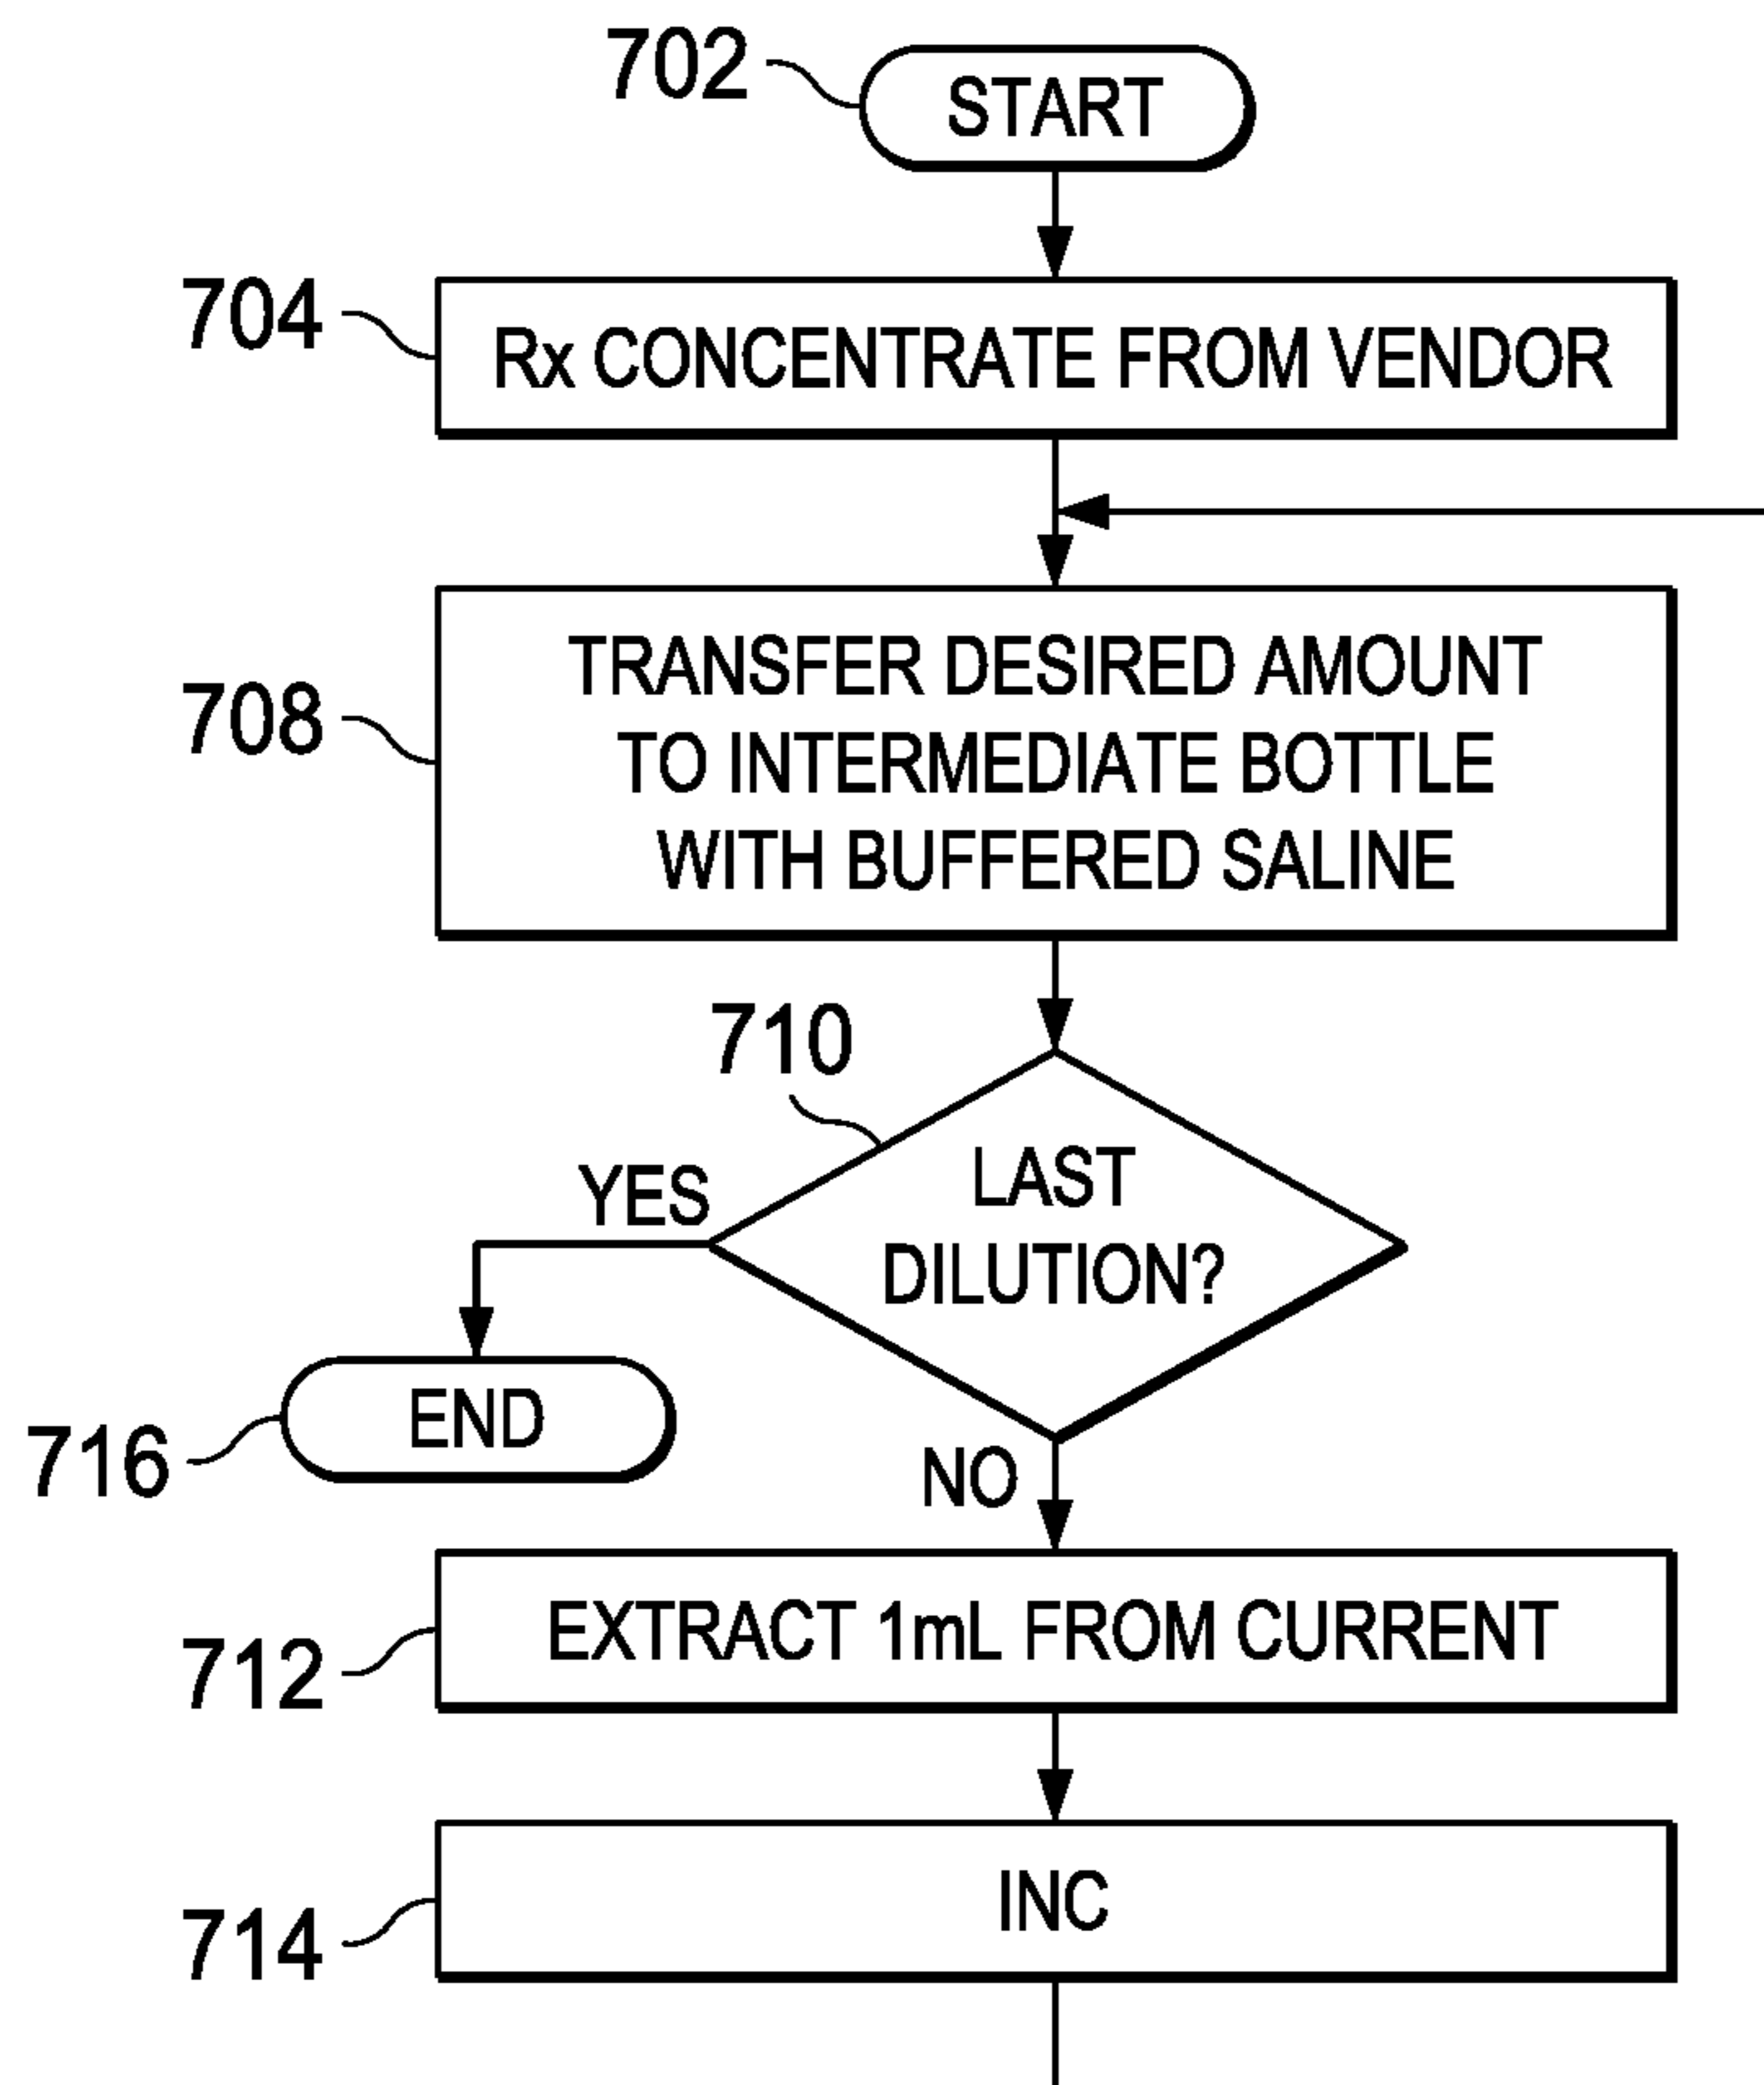 702
START
704
Rx CONCENTRATE FROM VENDOR
708
TRANSFER DESIRED AMOUNT
TO INTERMEDIATE BOTTLE
WITH BUFFERED SALINE
710
LAST
DILUTION?
YES
716
END
NO
712
EXTRACT 1mL FROM CURRENT
714
INC